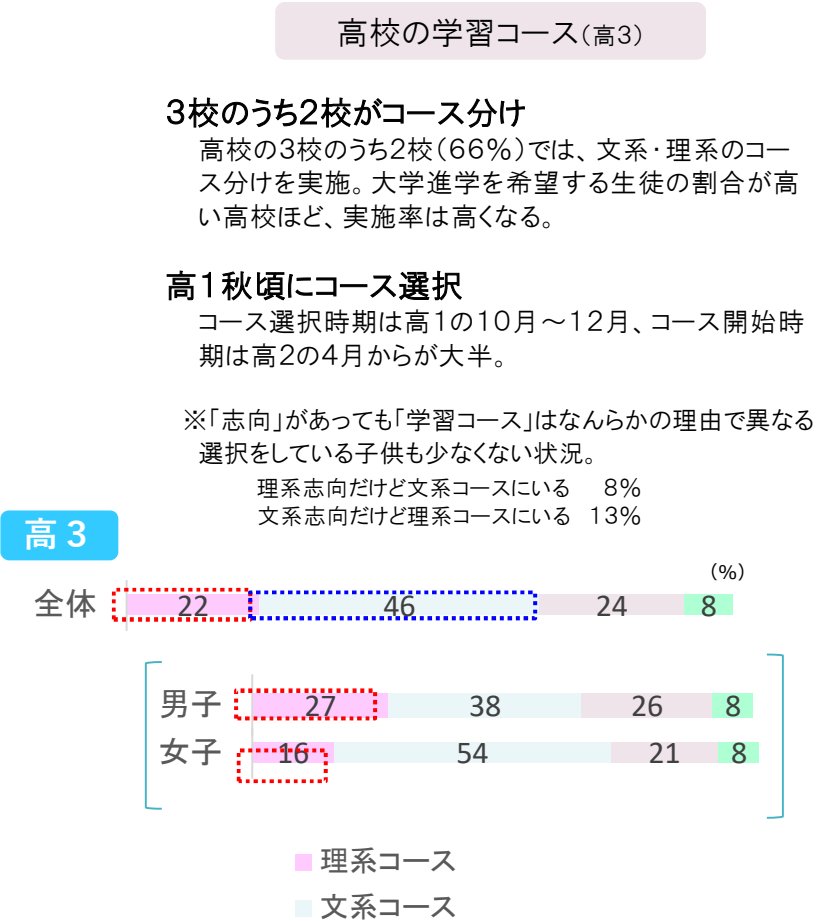 高校の学習コース(高3)
3校のうち2校がコース分け
高校の3校のうち2校(66%)では、文系・理系のコー
ス分けを実施。大学進学を希望する生徒の割合が高
い高校ほど、実施率は高くなる。
高1秋頃にコース選択
コース選択時期は高1の10月～12月、コース開始時
期は高2の4月からが大半。
※「志向」があっても「学習コース」はなんらかの理由で異なる
選択をしている子供も少なくない状況。
理系志向だけど文系コースにいる 8%
文系志向だけど理系コースにいる 13%
高3
(%)
全体 22 46 24 8
男子 27 38 26 8
女子 16 54 21 8
理系コース
文系コース